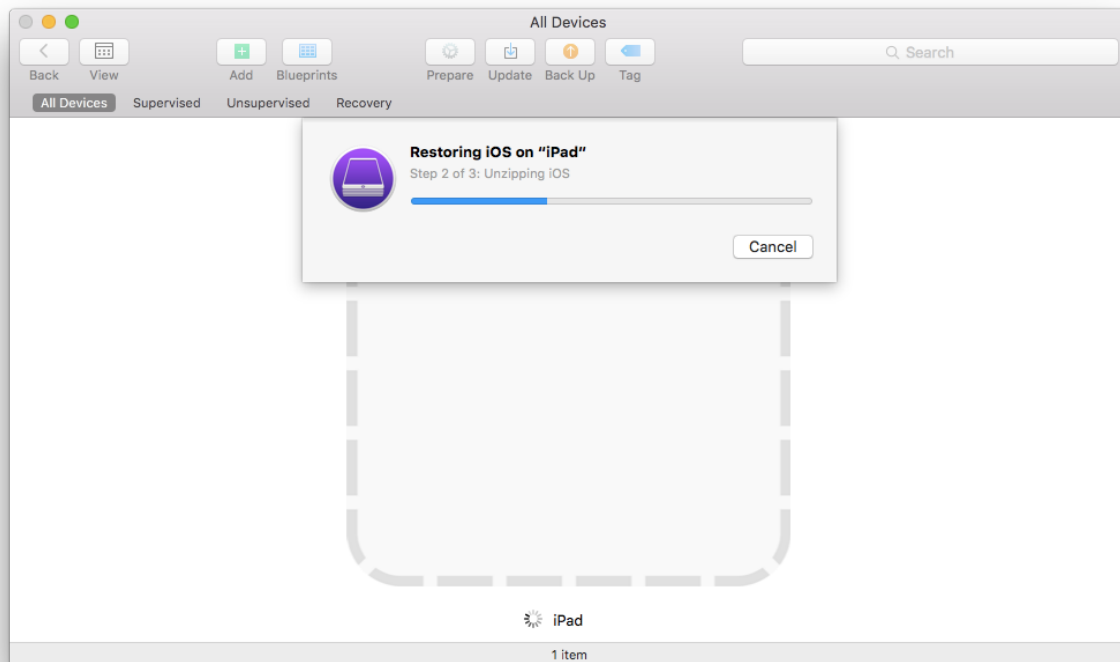 All Devices
Search
Back View Add Blueprints Prepare Update Back Up Tag
All Devices Supervised Unsupervised Recovery
Restoring iOS on “iPad”
Step 2 of 3: Unzipping iOS
Cancel
iPad
1 item